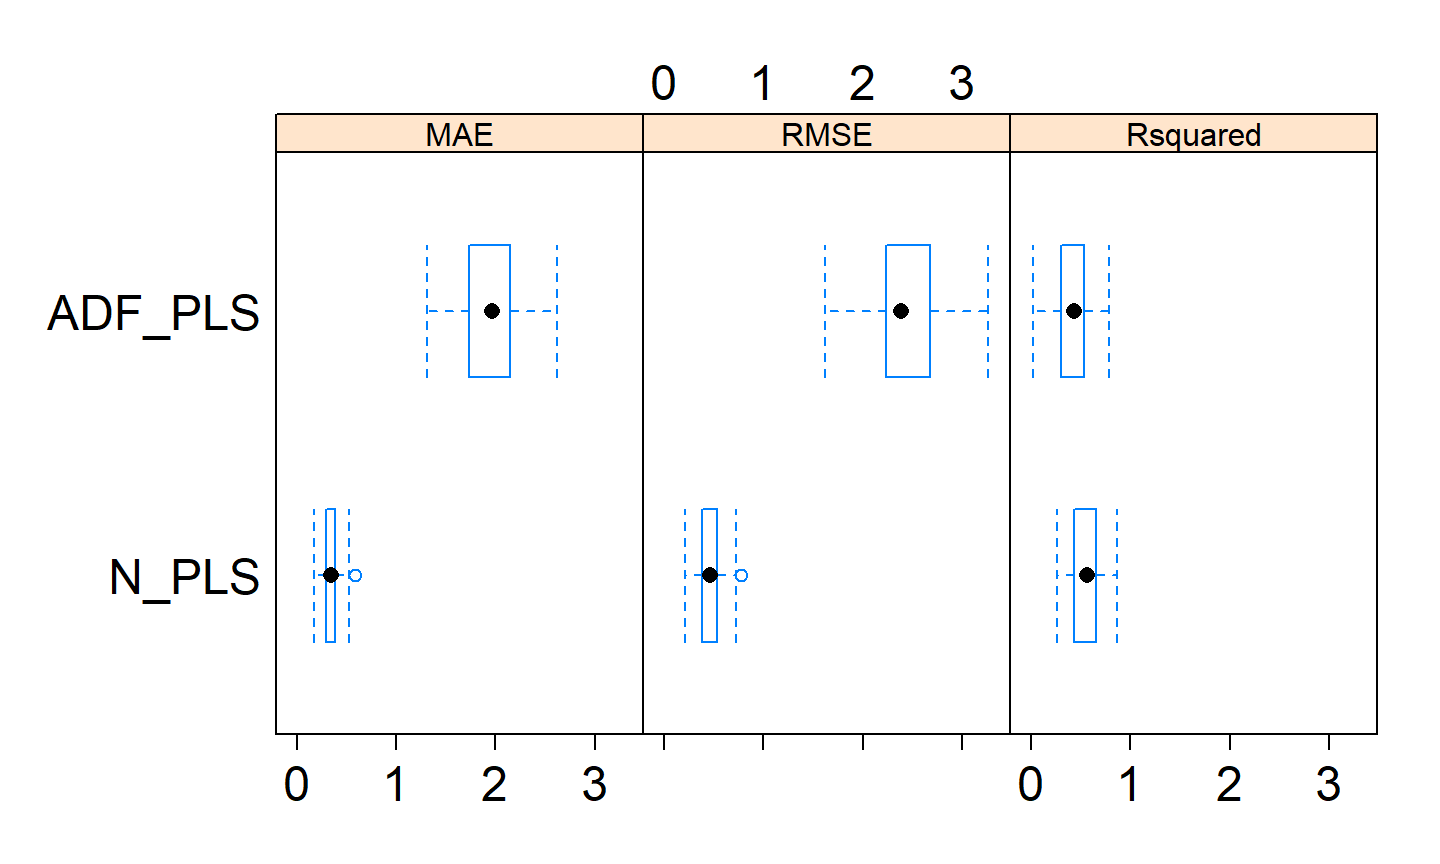 0 1 2 3
MAE RMSE Rsquared
ADF_PLS
N_PLS
0 1 2 3 0 1 2 3